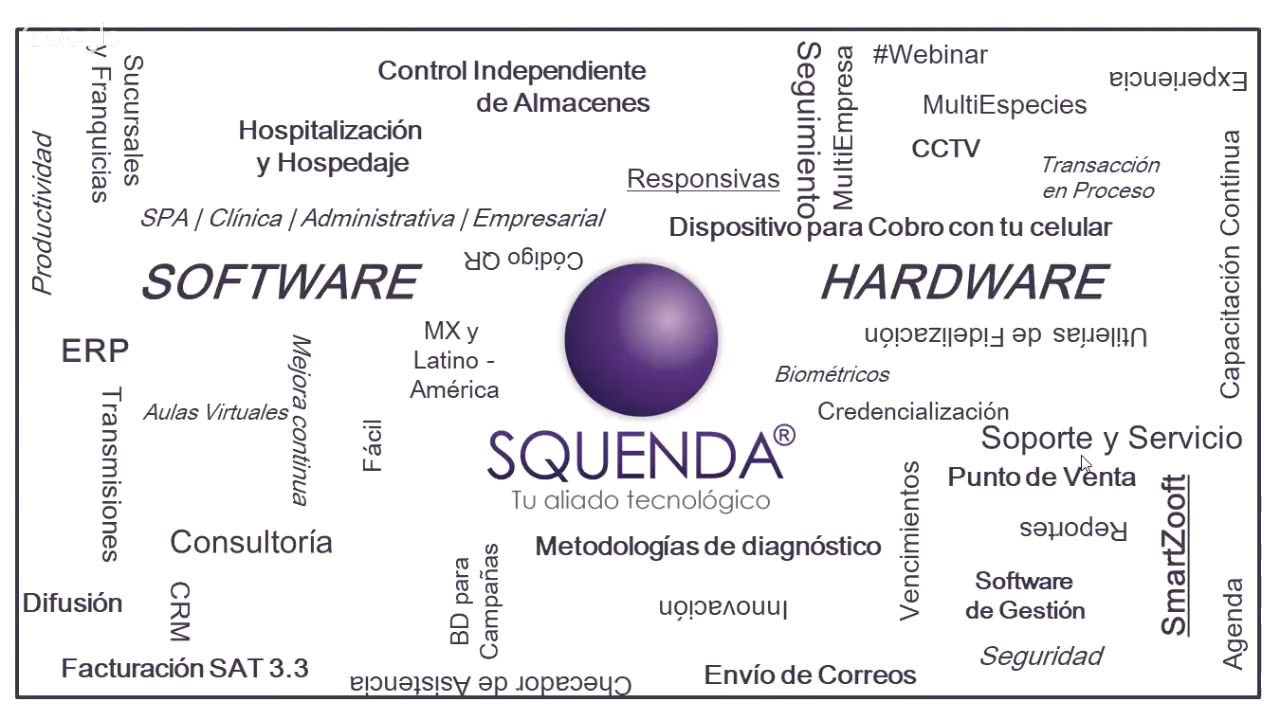 Sucursales
y Franquicias
Productividad
Control Independiente
de Almacenes
Hospitalización
y Hospedaje
Responsivas
Seguimiento
MultiEmpresa
#Webinar
Experiencia
MultiEspecies
CCTV
Transacción
en Proceso
Capacitación Continua
SPA | Clínica | Administrativa | Empresarial
Dispositivo para Cobro con tu celular
Código QR
SOFTWARE
HARDWARE
Utilerías de Fidelización
ERP
MX y
Latino -
América
Mejora continua
Biométricos
Transmisiones
Aulas Virtuales
Fácil
Credencialización
Soporte y Servicio
SQUENDA®
Tu aliado tecnológico
Punto de Venta
Vencimientos
SmartZooft
Reportes
Consultoría
Metodologías de diagnóstico
BD para
Campañas
Software
de Gestión
Difusión
CRM
Innovación
Agenda
Seguridad
Facturación SAT 3.3
Checador de Asistencia
Envío de Correos